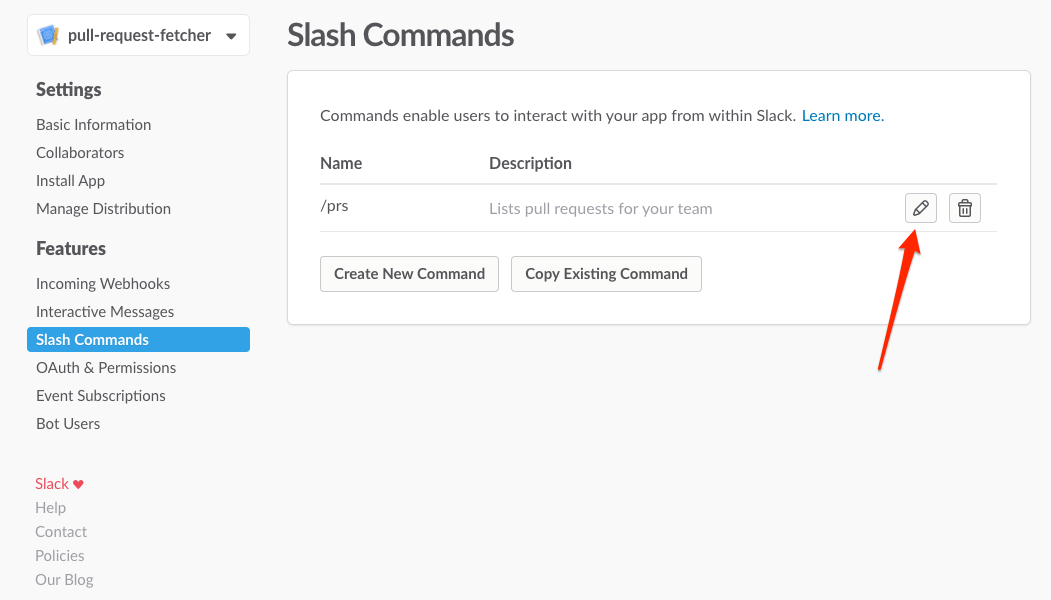 pull-request-fetcher
Settings
Basic Information
Collaborators
Install App
Manage Distribution
Features
Incoming Webhooks
Interactive Messages
Slash Commands
OAuth & Permissions
Event Subscriptions
Bot Users
Slack ♥
Help
Contact
Policies
Our Blog
Slash Commands
Commands enable users to interact with your app from within Slack. Learn more.
Name Description
/prs Lists pull requests for your team
Create New Command Copy Existing Command